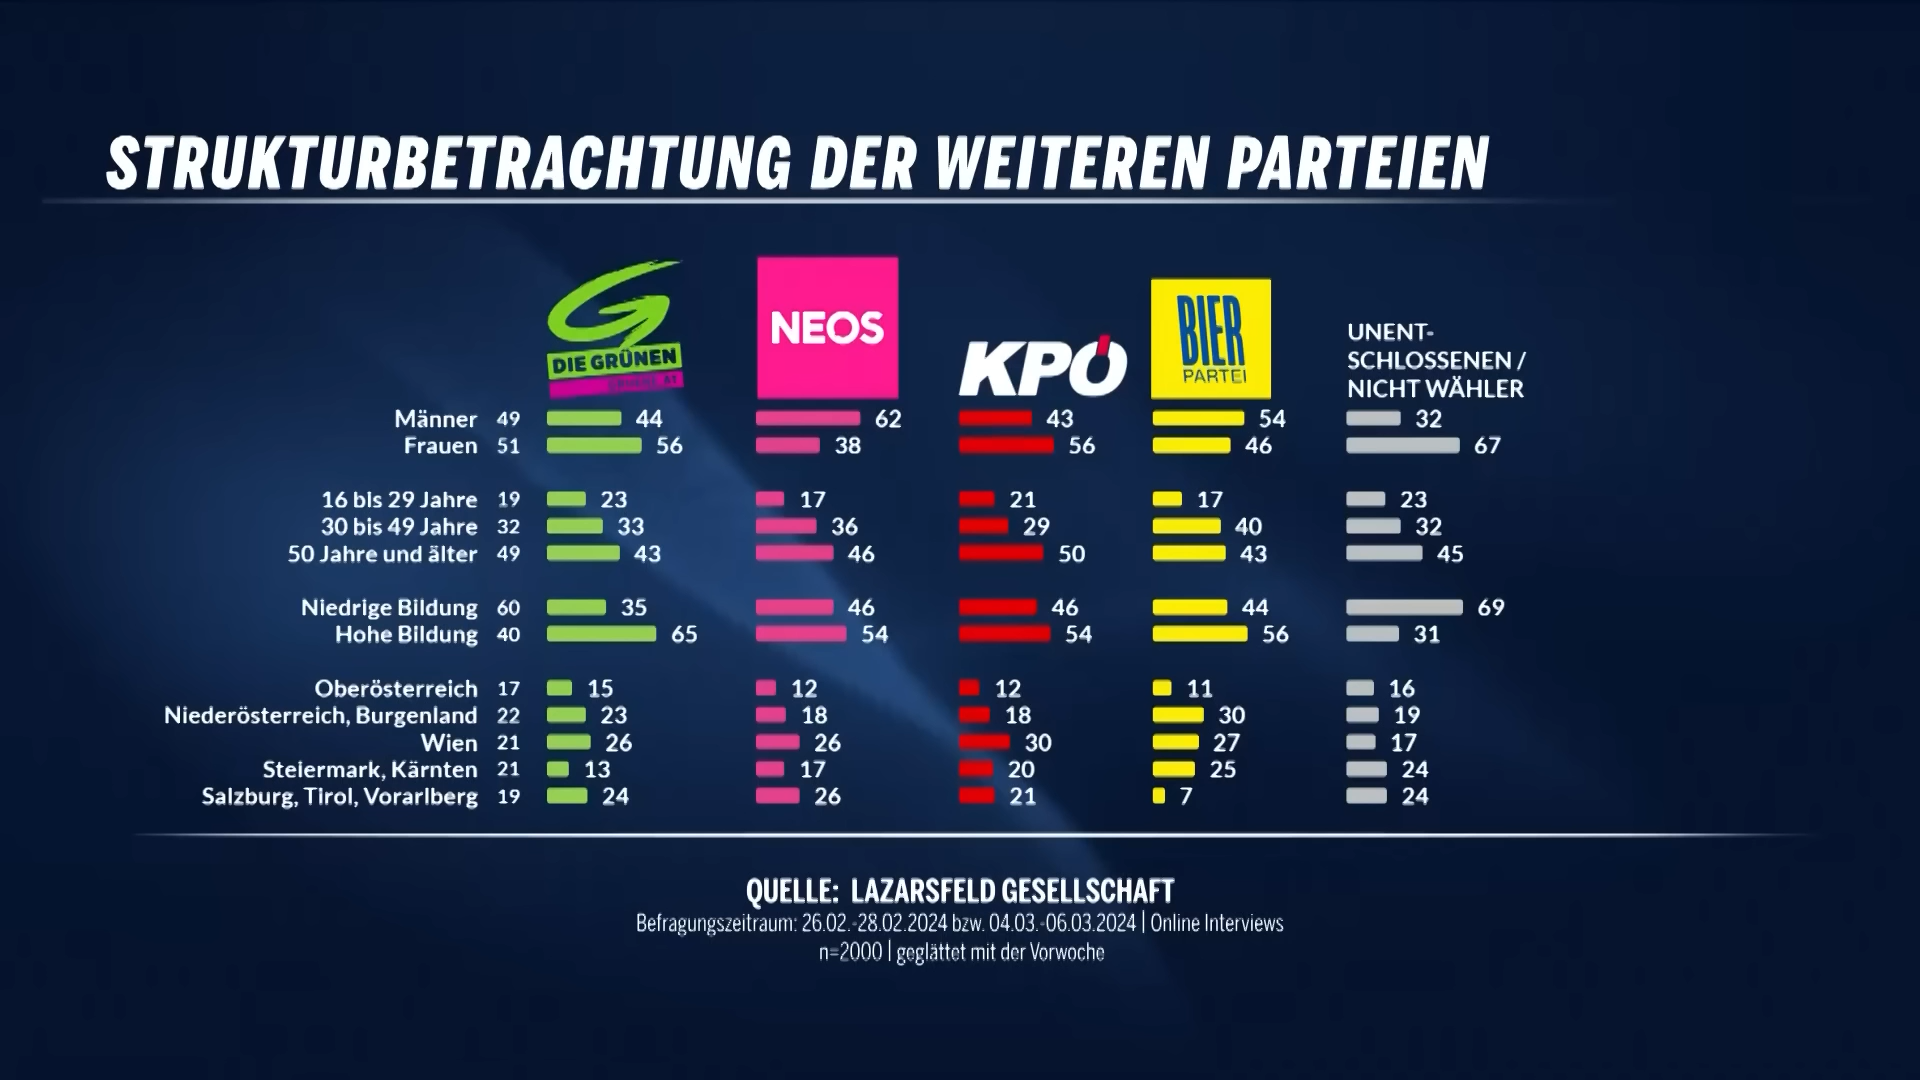 STRUKTURBETRACHTUNG DER WEITEREN PARTEIEN
DIE GRÜNEN
NEOS
KPÖ
BIER
PARTEI
UNENT-
SCHLOSSENEN /
NICHT WÄHLER
Männer 49 44 62 43 54 32
Frauen 51 56 38 56 46 67
16 bis 29 Jahre 19 23 17 21 17 23
30 bis 49 Jahre 32 33 36 29 40 32
50 Jahre und älter 49 43 46 50 43 45
Niedrige Bildung 60 35 46 46 44 69
Hohe Bildung 40 65 54 54 56 31
Oberösterreich 17 15 12 12 11 16
Niederösterreich, Burgenland 22 23 18 18 30 19
Wien 21 26 26 30 27 17
Steiermark, Kärnten 21 13 17 20 25 24
Salzburg, Tirol, Vorarlberg 19 24 26 21 7 24
QUELLE: LAZARSFELD GESELLSCHAFT
Befragungszeitraum: 26.02.-28.02.2024 bzw. 04.03.-06.03.2024 | Online Interviews
n=2000 | geglättet mit der Vorwoche